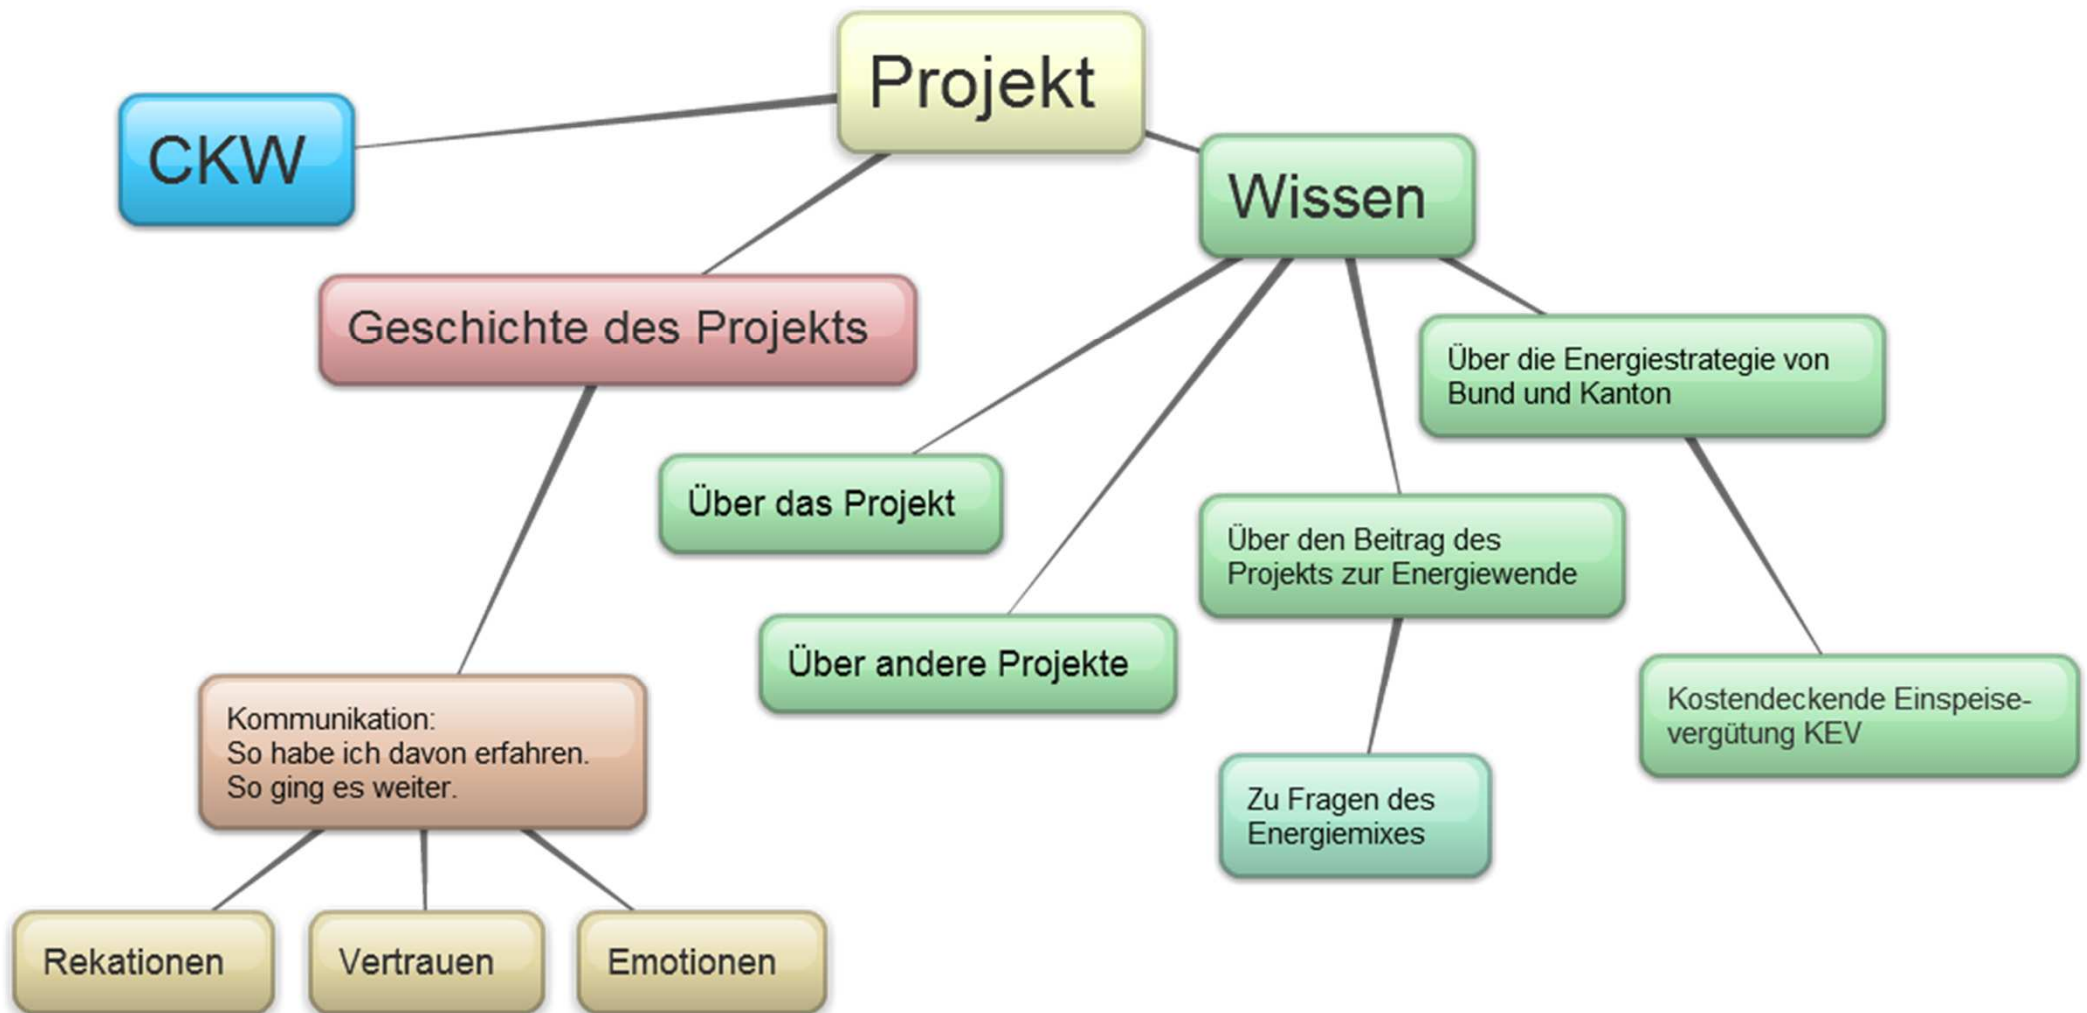 Projekt
CKW
Wissen
Geschichte des Projekts
Über die Energiestrategie von
Bund und Kanton
Über das Projekt
Über den Beitrag des
Projekts zur Energiewende
Über andere Projekte
Kostendeckende Einspeise-
vergütung KEV
Kommunikation:
So habe ich davon erfahren.
So ging es weiter.
Zu Fragen des
Energiemixes
Rekationen
Vertrauen
Emotionen